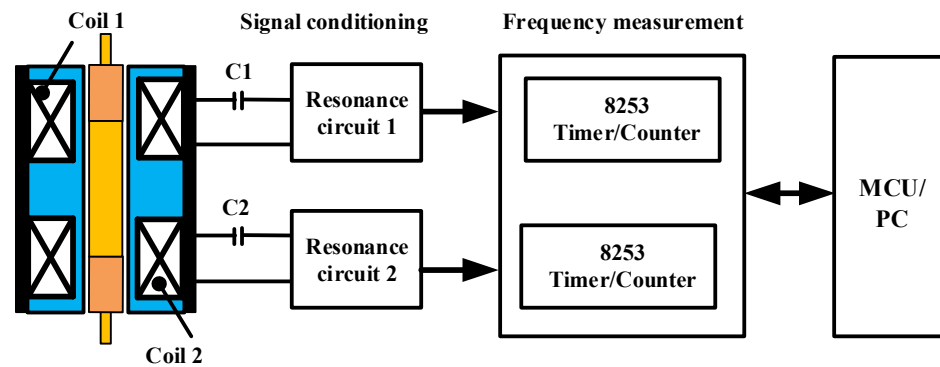 Coil 1
Signal conditioning
Frequency measurement
C1
Resonance
circuit 1
8253
Timer/Counter
MCU/
PC
C2
Resonance
circuit 2
8253
Timer/Counter
Coil 2